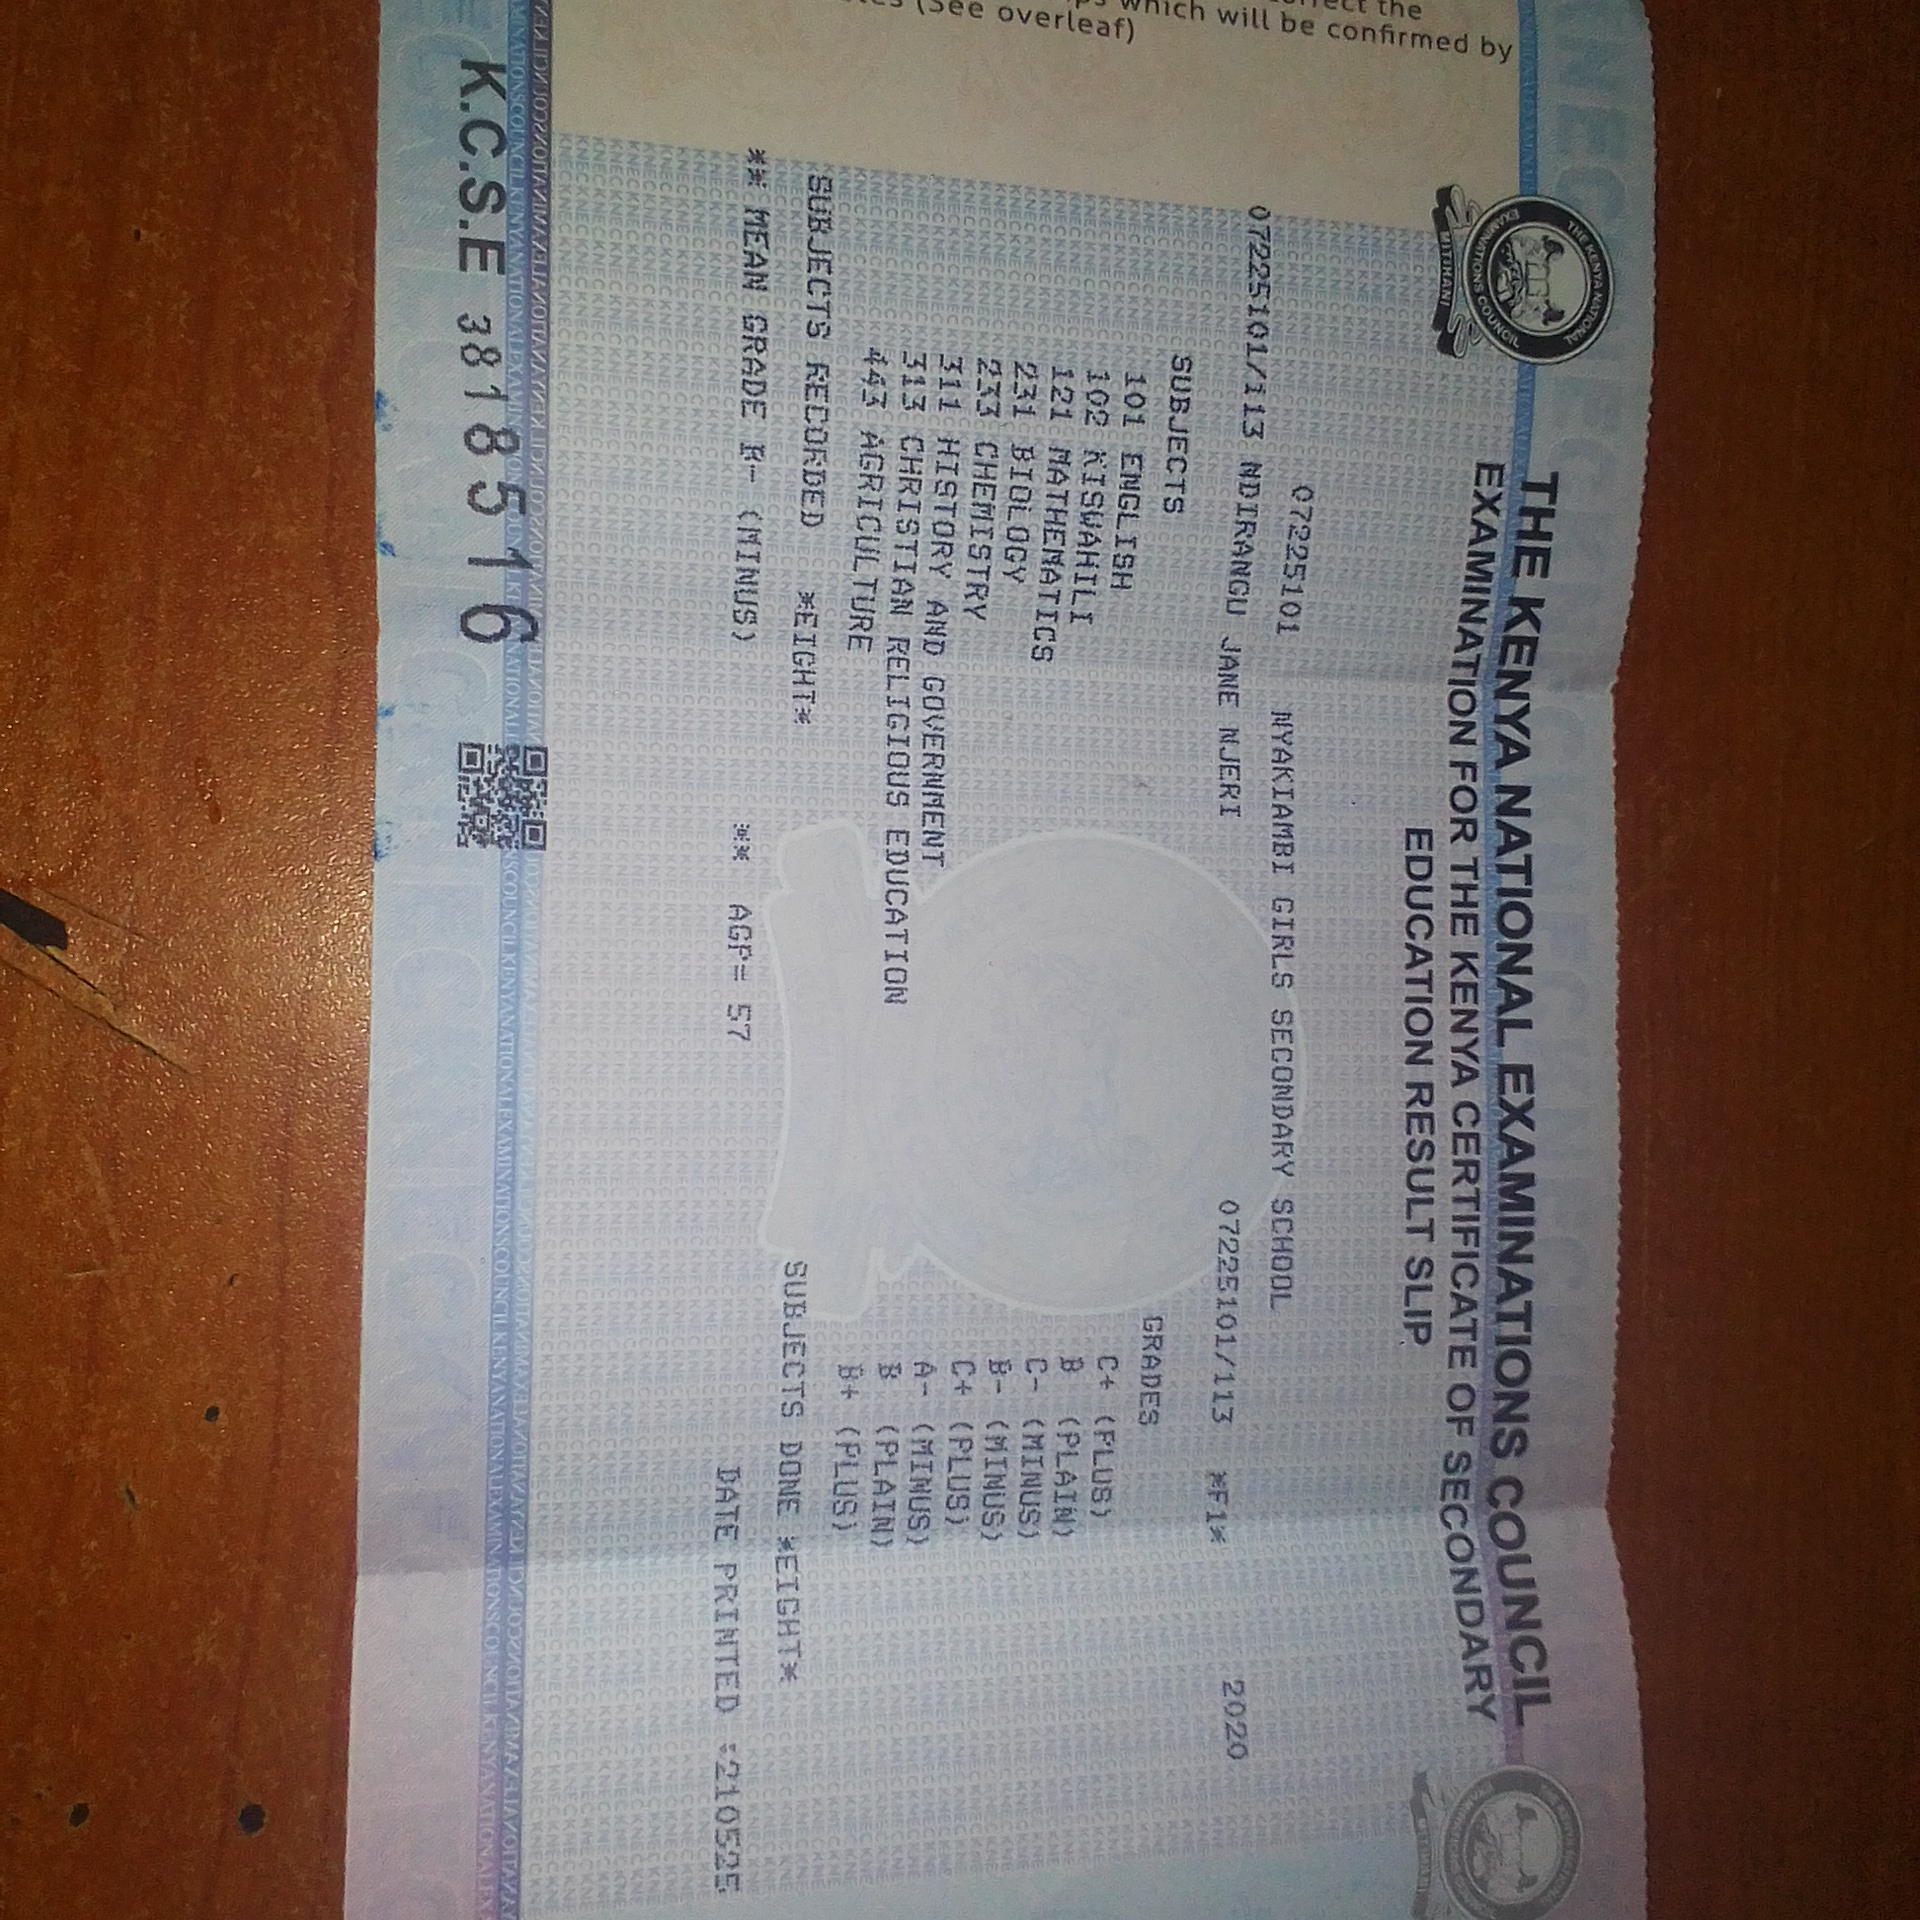 ect the
which will be confirmed by
(See overleaf)
THE KENYA NATIONAL EXAMINATIONS COUNCIL
EXAMINATION FOR THE KENYA CERTIFICATE OF SECONDARY
EDUCATION RESULT SLIP
THE KENYA NATIONAL EXAMINATIONS COUNCIL
MITIHANI
07225101 NYAKIAMBI GIRLS SECONDARY SCHOOL
07225101/113 NDIRANGU JANE NJERI 07225101/113 *F1* 2020
SUBJECTS GRADES
101 ENGLISH C+ (PLUS)
102 KISWAHILI B (PLAIN)
121 MATHEMATICS C- (MINUS)
231 BIOLOGY B- (MINUS)
233 CHEMISTRY C+ (PLUS)
311 HISTORY AND GOVERNMENT A- (MINUS)
313 CHRISTIAN RELIGIOUS EDUCATION B (PLAIN)
443 AGRICULTURE B+ (PLUS)
SUBJECTS RECORDED *EIGHT* SUBJECTS DONE *EIGHT*
** MEAN GRADE B- (MINUS) ** AGP= 57 DATE PRINTED :210525
K.C.S.E 3818516